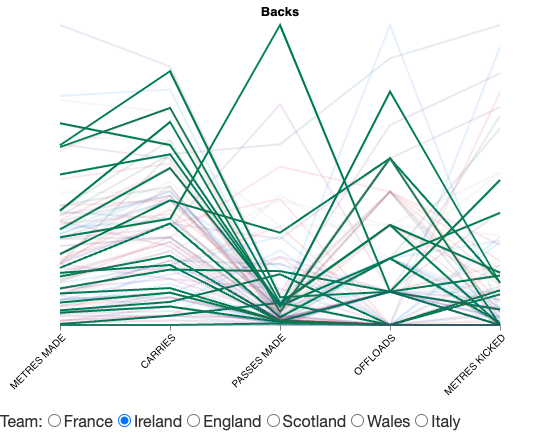 Backs
METRES MADE
CARRIES
PASSES MADE
OFFLOADS
METRES KICKED
Team: France Ireland England Scotland Wales Italy